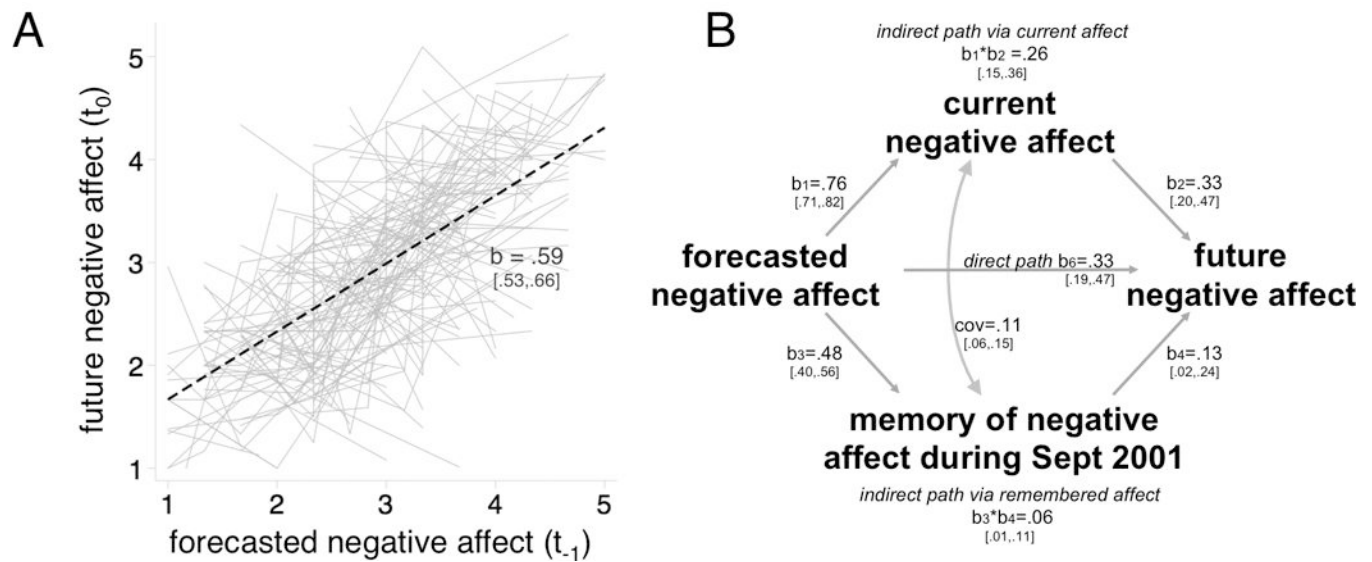 A
future negative affect (t0)
5
4
3
2
1
b = .59
[.53,.66]
1 2 3 4 5
forecasted negative affect (t-1)
B
indirect path via current affect
b1*b2 =.26
[.15,.36]
current
negative affect
b1=.76
[.71,.82]
b2=.33
[.20,.47]
forecasted
negative affect
direct path b6=.33
[.19,.47]
future
negative affect
cov=.11
[.06,.15]
b3=.48
[.40,.56]
b4=.13
[.02,.24]
memory of negative
affect during Sept 2001
indirect path via remembered affect
b3*b4=.06
[.01,.11]